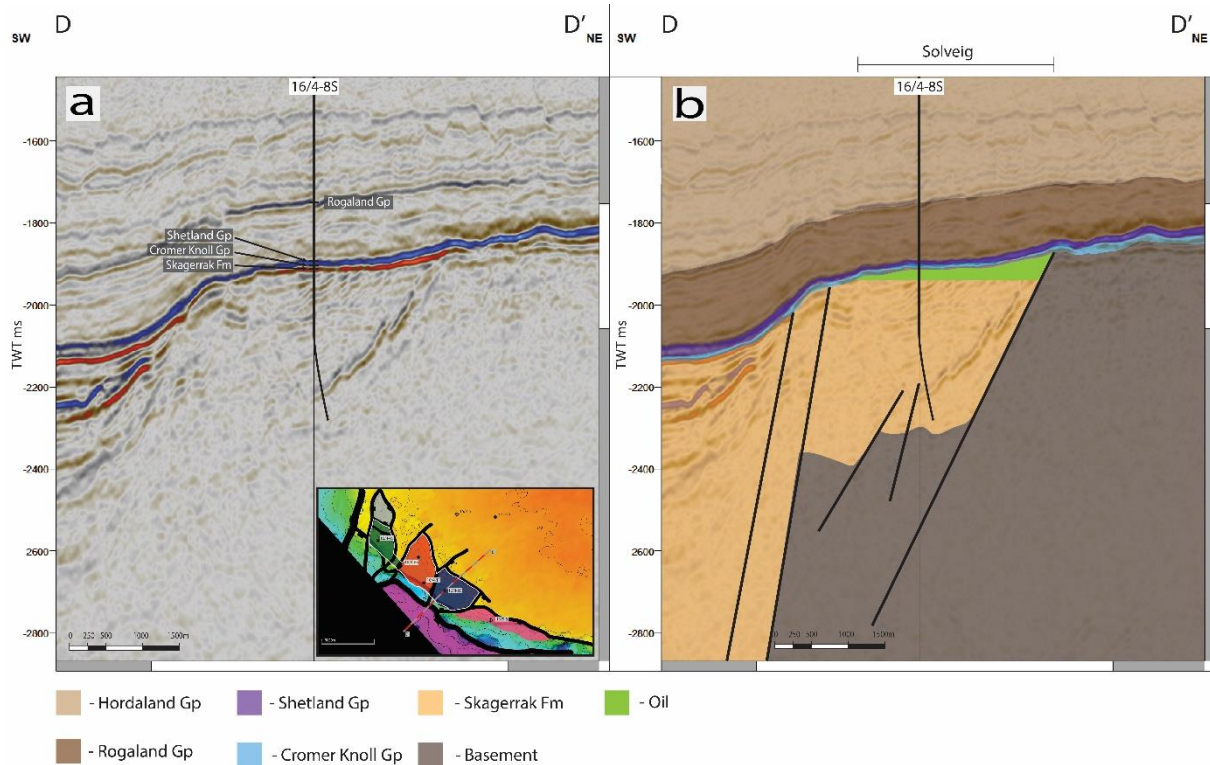 D
D'
SW
NE
a
16/4-8S
-1600
-1800
-2000
-2200
-2400
-2600
-2800
TWT ms
Rogaland Gp
Shetland Gp
Cromer Knoll Gp
Skagerrak Fm
0 250 500 1000 1500m
D
D'
SW
NE
Solveig
b
16/4-8S
-1600
-1800
-2000
-2200
-2400
-2600
-2800
TWT ms
0 250 500 1000 1500m
- Hordaland Gp
- Shetland Gp
- Skagerrak Fm
- Oil
- Rogaland Gp
- Cromer Knoll Gp
- Basement